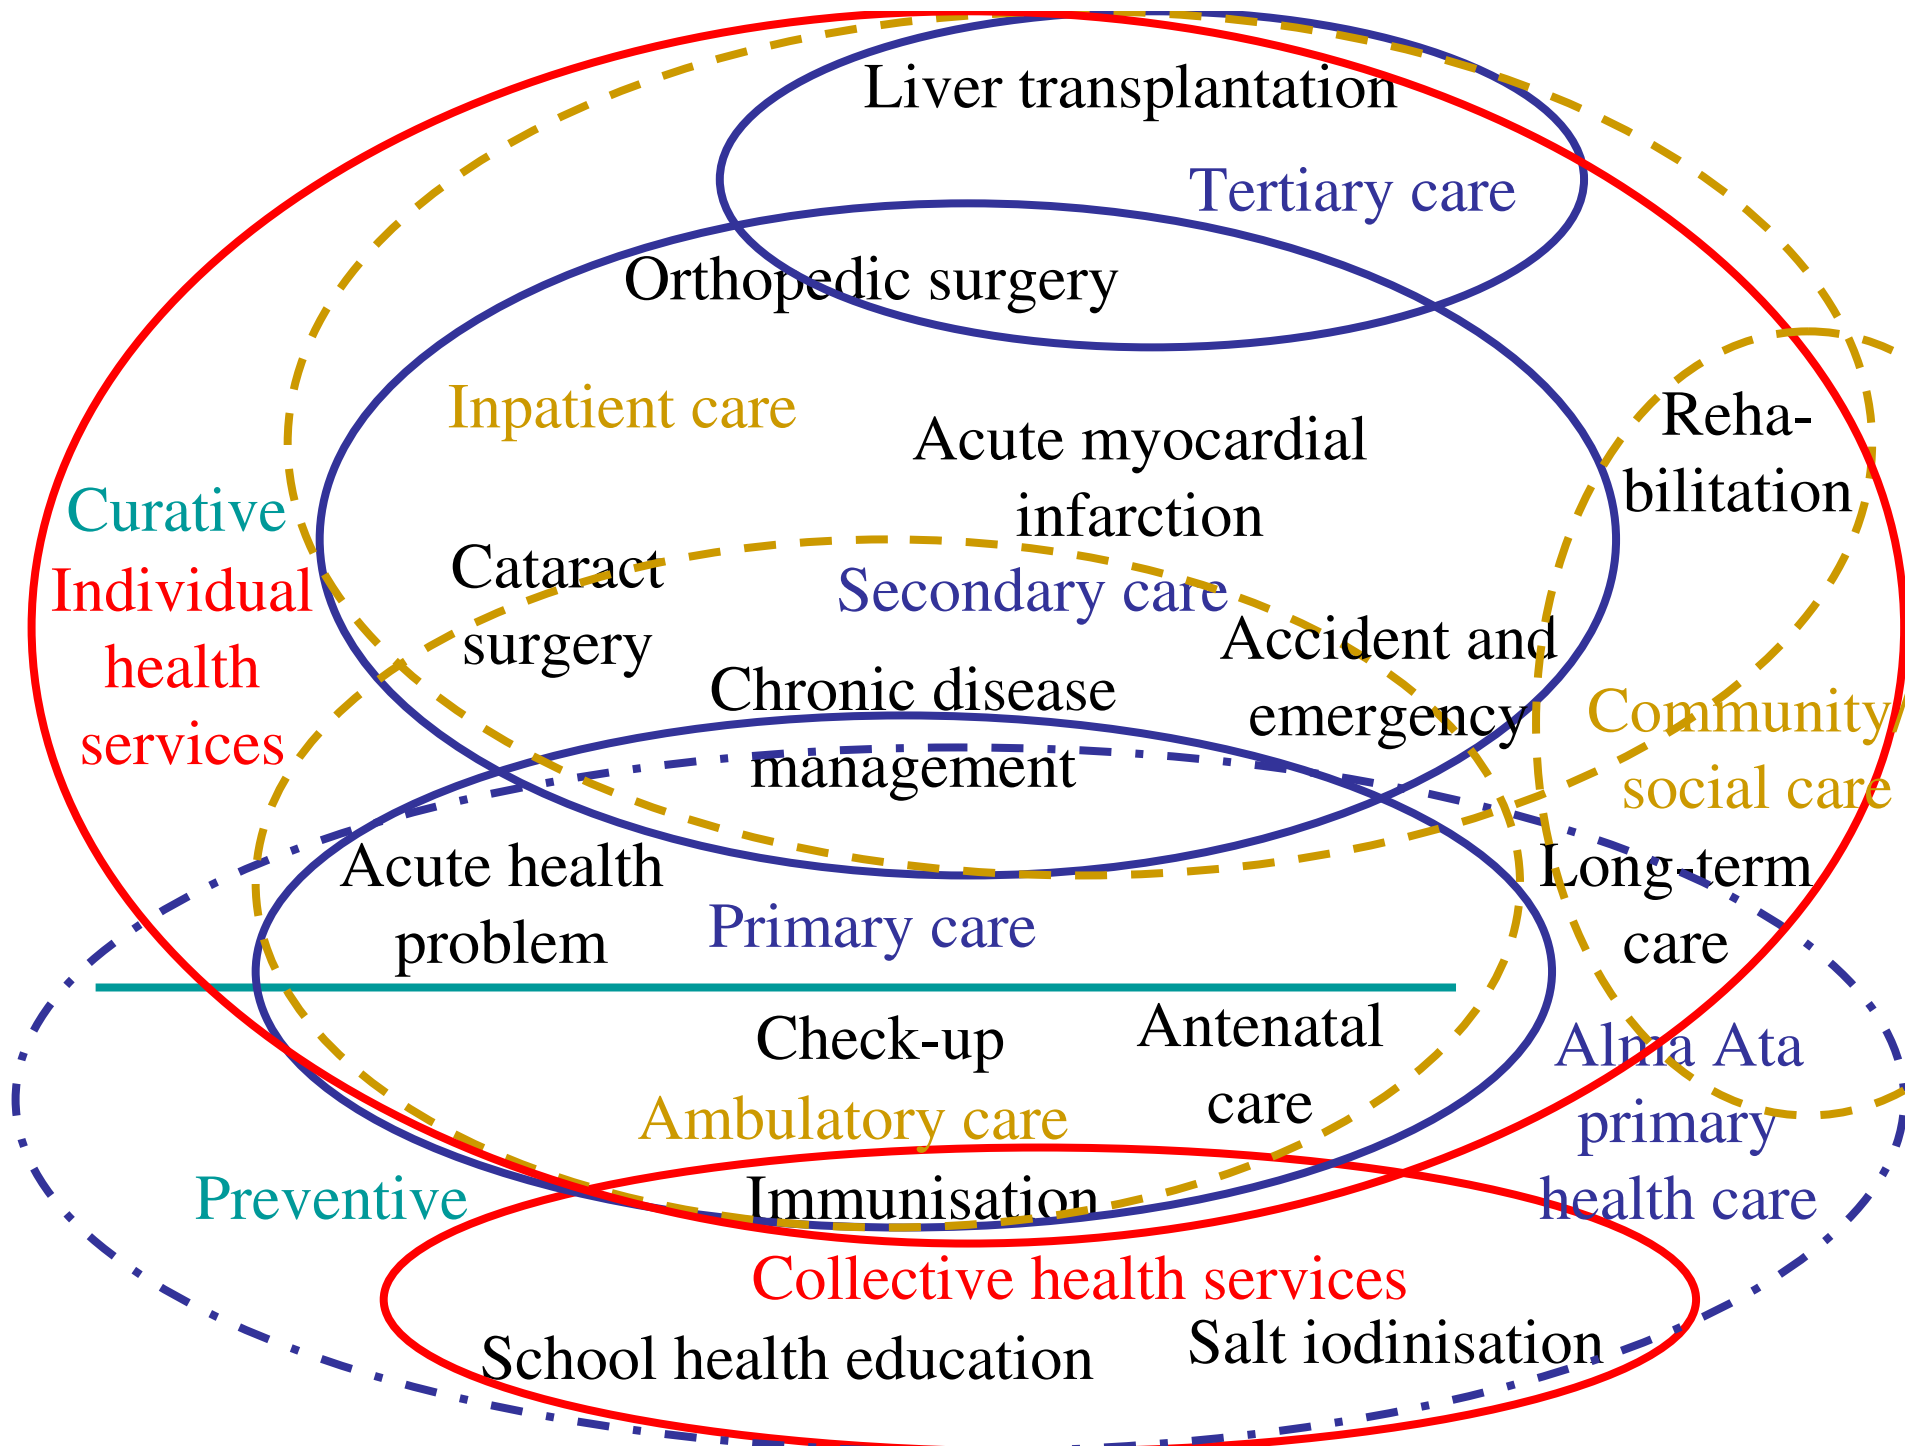 Liver transplantation
Tertiary care
Orthopedic surgery
Inpatient care
Acute myocardial
infarction
Reha-
bilitation
Curative
Individual
health
services
Cataract
surgery
Secondary care
Accident and
emergency
Chronic disease
management
Community/
social care
Acute health
problem
Primary care
Long-term
care
Check-up
Antenatal
care
Ambulatory care
Alma Ata
primary
health care
Preventive
Immunisation
Collective health services
School health education
Salt iodinisation